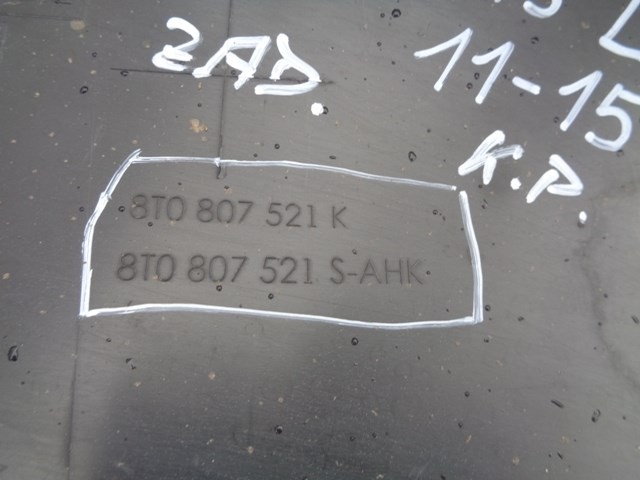 ZAD.
11-15
K.P.
8T0 807 521 K
8T0 807 521 S-AHK